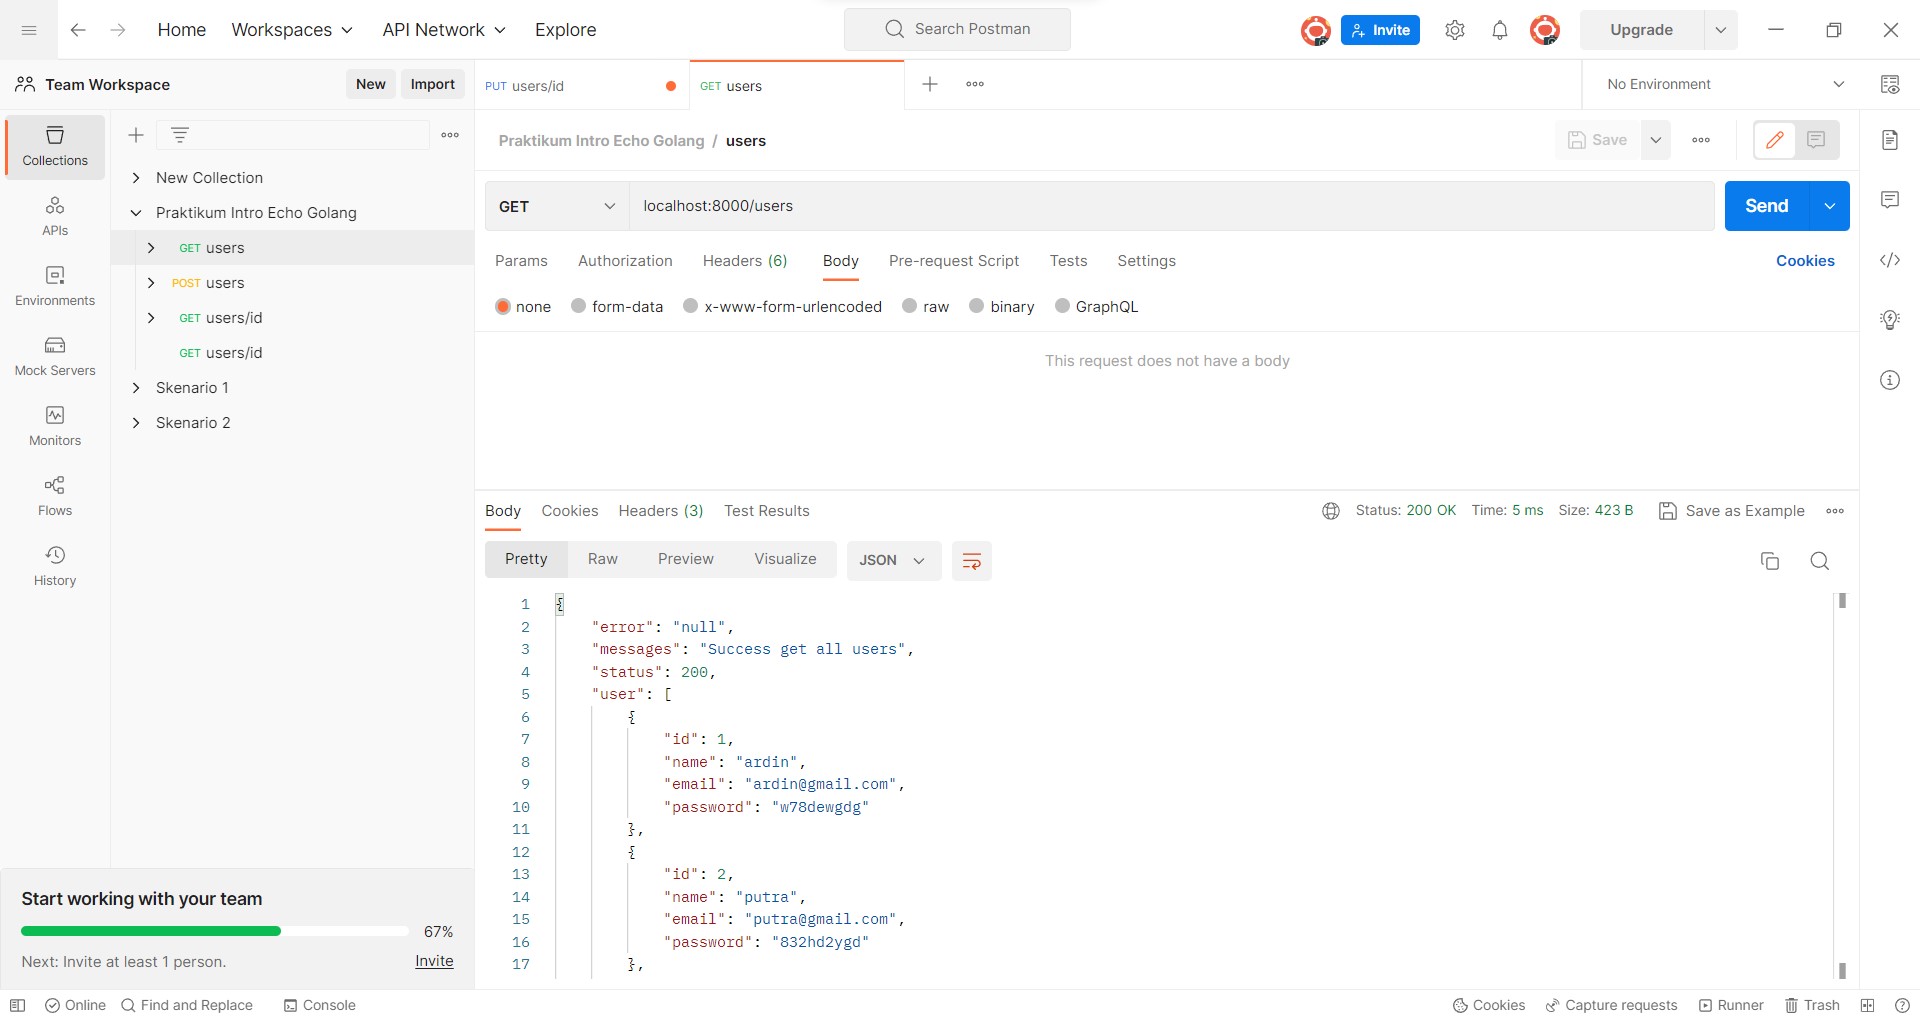 Home Workspaces API Network Explore Search Postman Invite Upgrade
Team Workspace New Import PUT users/id GET users No Environment
Praktikum Intro Echo Golang / users Save
Collections
APIs
Environments
Mock Servers
Monitors
Flows
History
New Collection
Praktikum Intro Echo Golang
GET users
POST users
GET users/id
GET users/id
Skenario 1
Skenario 2
GET localhost:8000/users Send
Params Authorization Headers (6) Body Pre-request Script Tests Settings Cookies
none form-data x-www-form-urlencoded raw binary GraphQL
This request does not have a body
Body Cookies Headers (3) Test Results Status: 200 OK Time: 5 ms Size: 423 B Save as Example
Pretty Raw Preview Visualize JSON
1 {
2 "error": "null",
3 "messages": "Success get all users",
4 "status": 200,
5 "user": [
6 {
7 "id": 1,
8 "name": "ardin",
9 "email": "ardin@gmail.com",
10 "password": "w78dewgdg"
11 },
12 {
13 "id": 2,
14 "name": "putra",
15 "email": "putra@gmail.com",
16 "password": "832hd2ygd"
17 },
Start working with your team
67%
Next: Invite at least 1 person. Invite
Online Find and Replace Console Cookies Capture requests Runner Trash